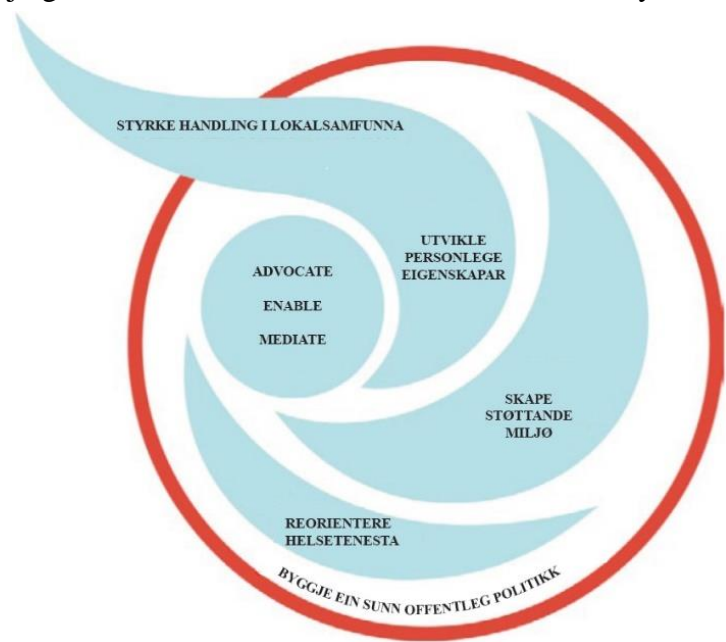 STYRKE HANDLING I LOKALSAMFUNNA
UTVIKLE
PERSONLEGE
EIGENSKAPAR
ADVOCATE
ENABLE
MEDIATE
SKAPE
STØTTANDE
MILJØ
REORIENTERE
HELSETENESTA
BYGGJE EIN SUNN OFFENTLEG POLITIKK